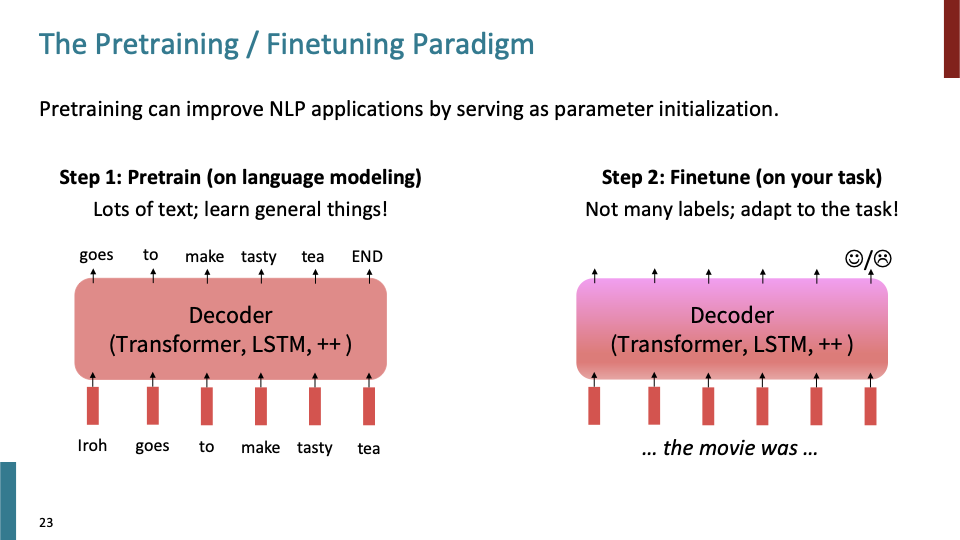 The Pretraining / Finetuning Paradigm
Pretraining can improve NLP applications by serving as parameter initialization.
Step 1: Pretrain (on language modeling)
Lots of text; learn general things!
goes to make tasty tea END
Decoder
(Transformer, LSTM, ++ )
Iroh goes to make tasty tea
Step 2: Finetune (on your task)
Not many labels; adapt to the task!
☺/☹
Decoder
(Transformer, LSTM, ++ )
… the movie was …
23